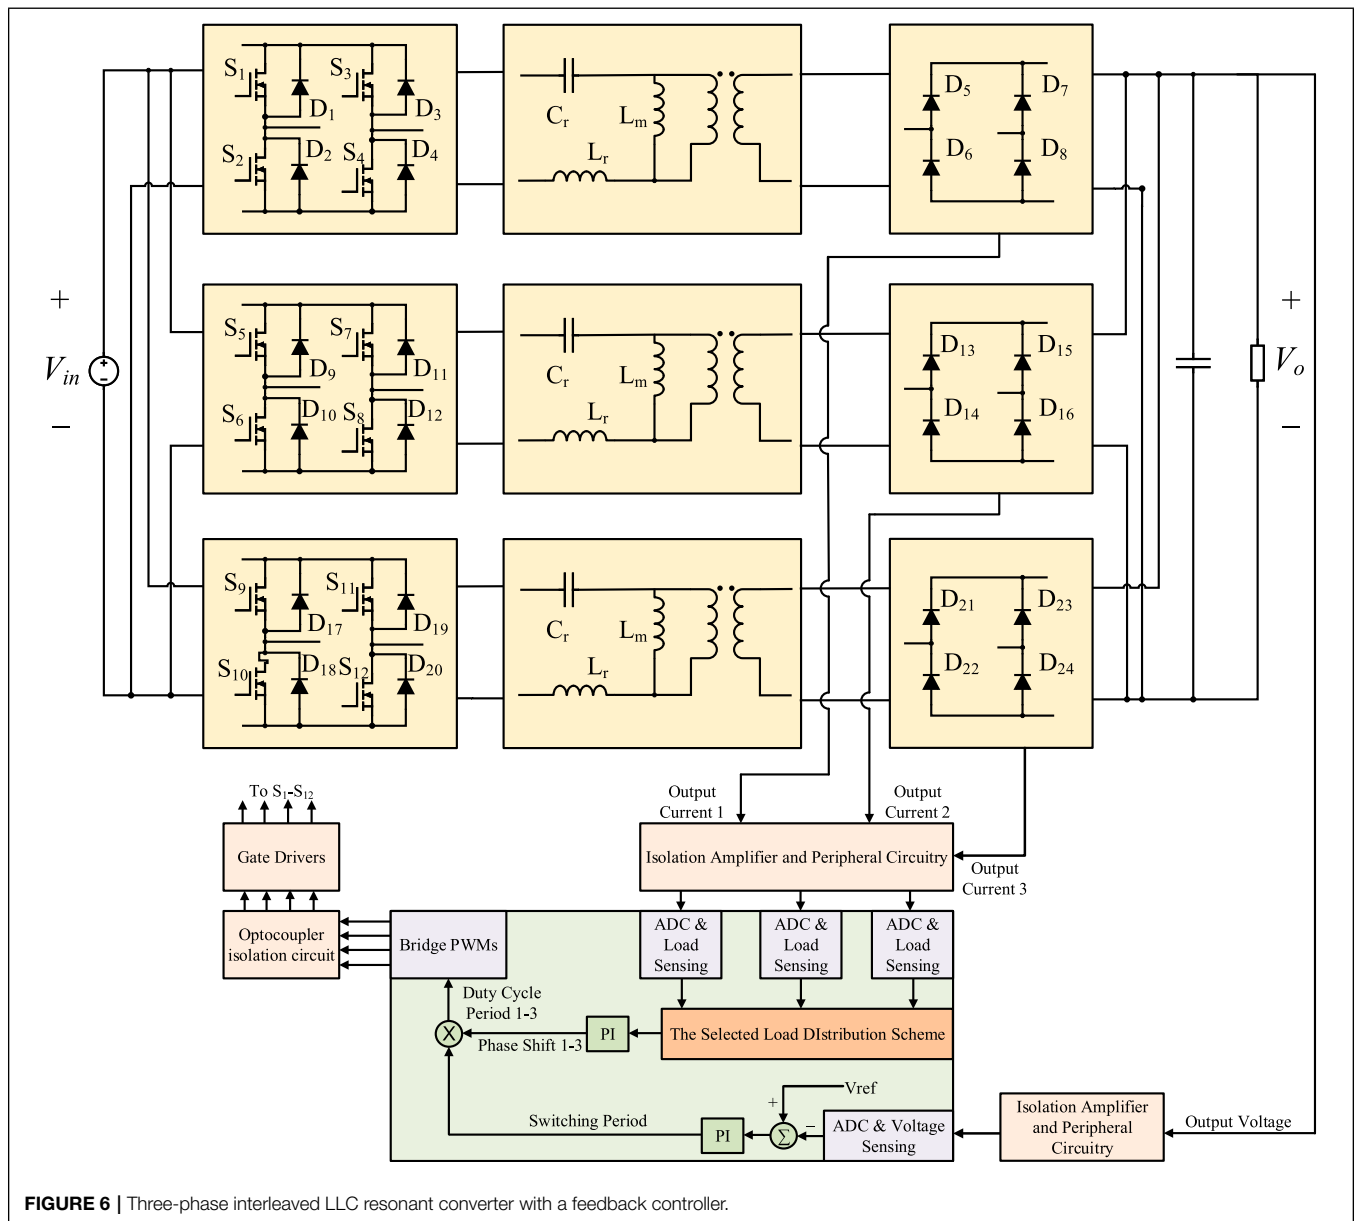 S1
S3
D1
D3
S2
D2
S4
D4
Cr
Lm
Lr
D5
D7
D6
D8
+
Vin
−
S5
S7
D9
D11
S6
D10
S8
D12
Cr
Lm
Lr
D13
D15
D14
D16
+
Vo
−
S9
S11
D17
D19
S10
D18
S12
D20
Cr
Lm
Lr
D21
D23
D22
D24
To S1-S12
Gate Drivers
Optocoupler
isolation circuit
Output
Current 1
Output
Current 2
Isolation Amplifier and Peripheral Circuitry
Output
Current 3
Bridge PWMs
ADC &
Load
Sensing
ADC &
Load
Sensing
ADC &
Load
Sensing
Duty Cycle
Period 1-3
X
Phase Shift 1-3
PI
The Selected Load DIstribution Scheme
Vref
+
Switching Period
PI
Σ
−
ADC & Voltage
Sensing
Isolation Amplifier
and Peripheral
Circuitry
Output Voltage
FIGURE 6 | Three-phase interleaved LLC resonant converter with a feedback controller.